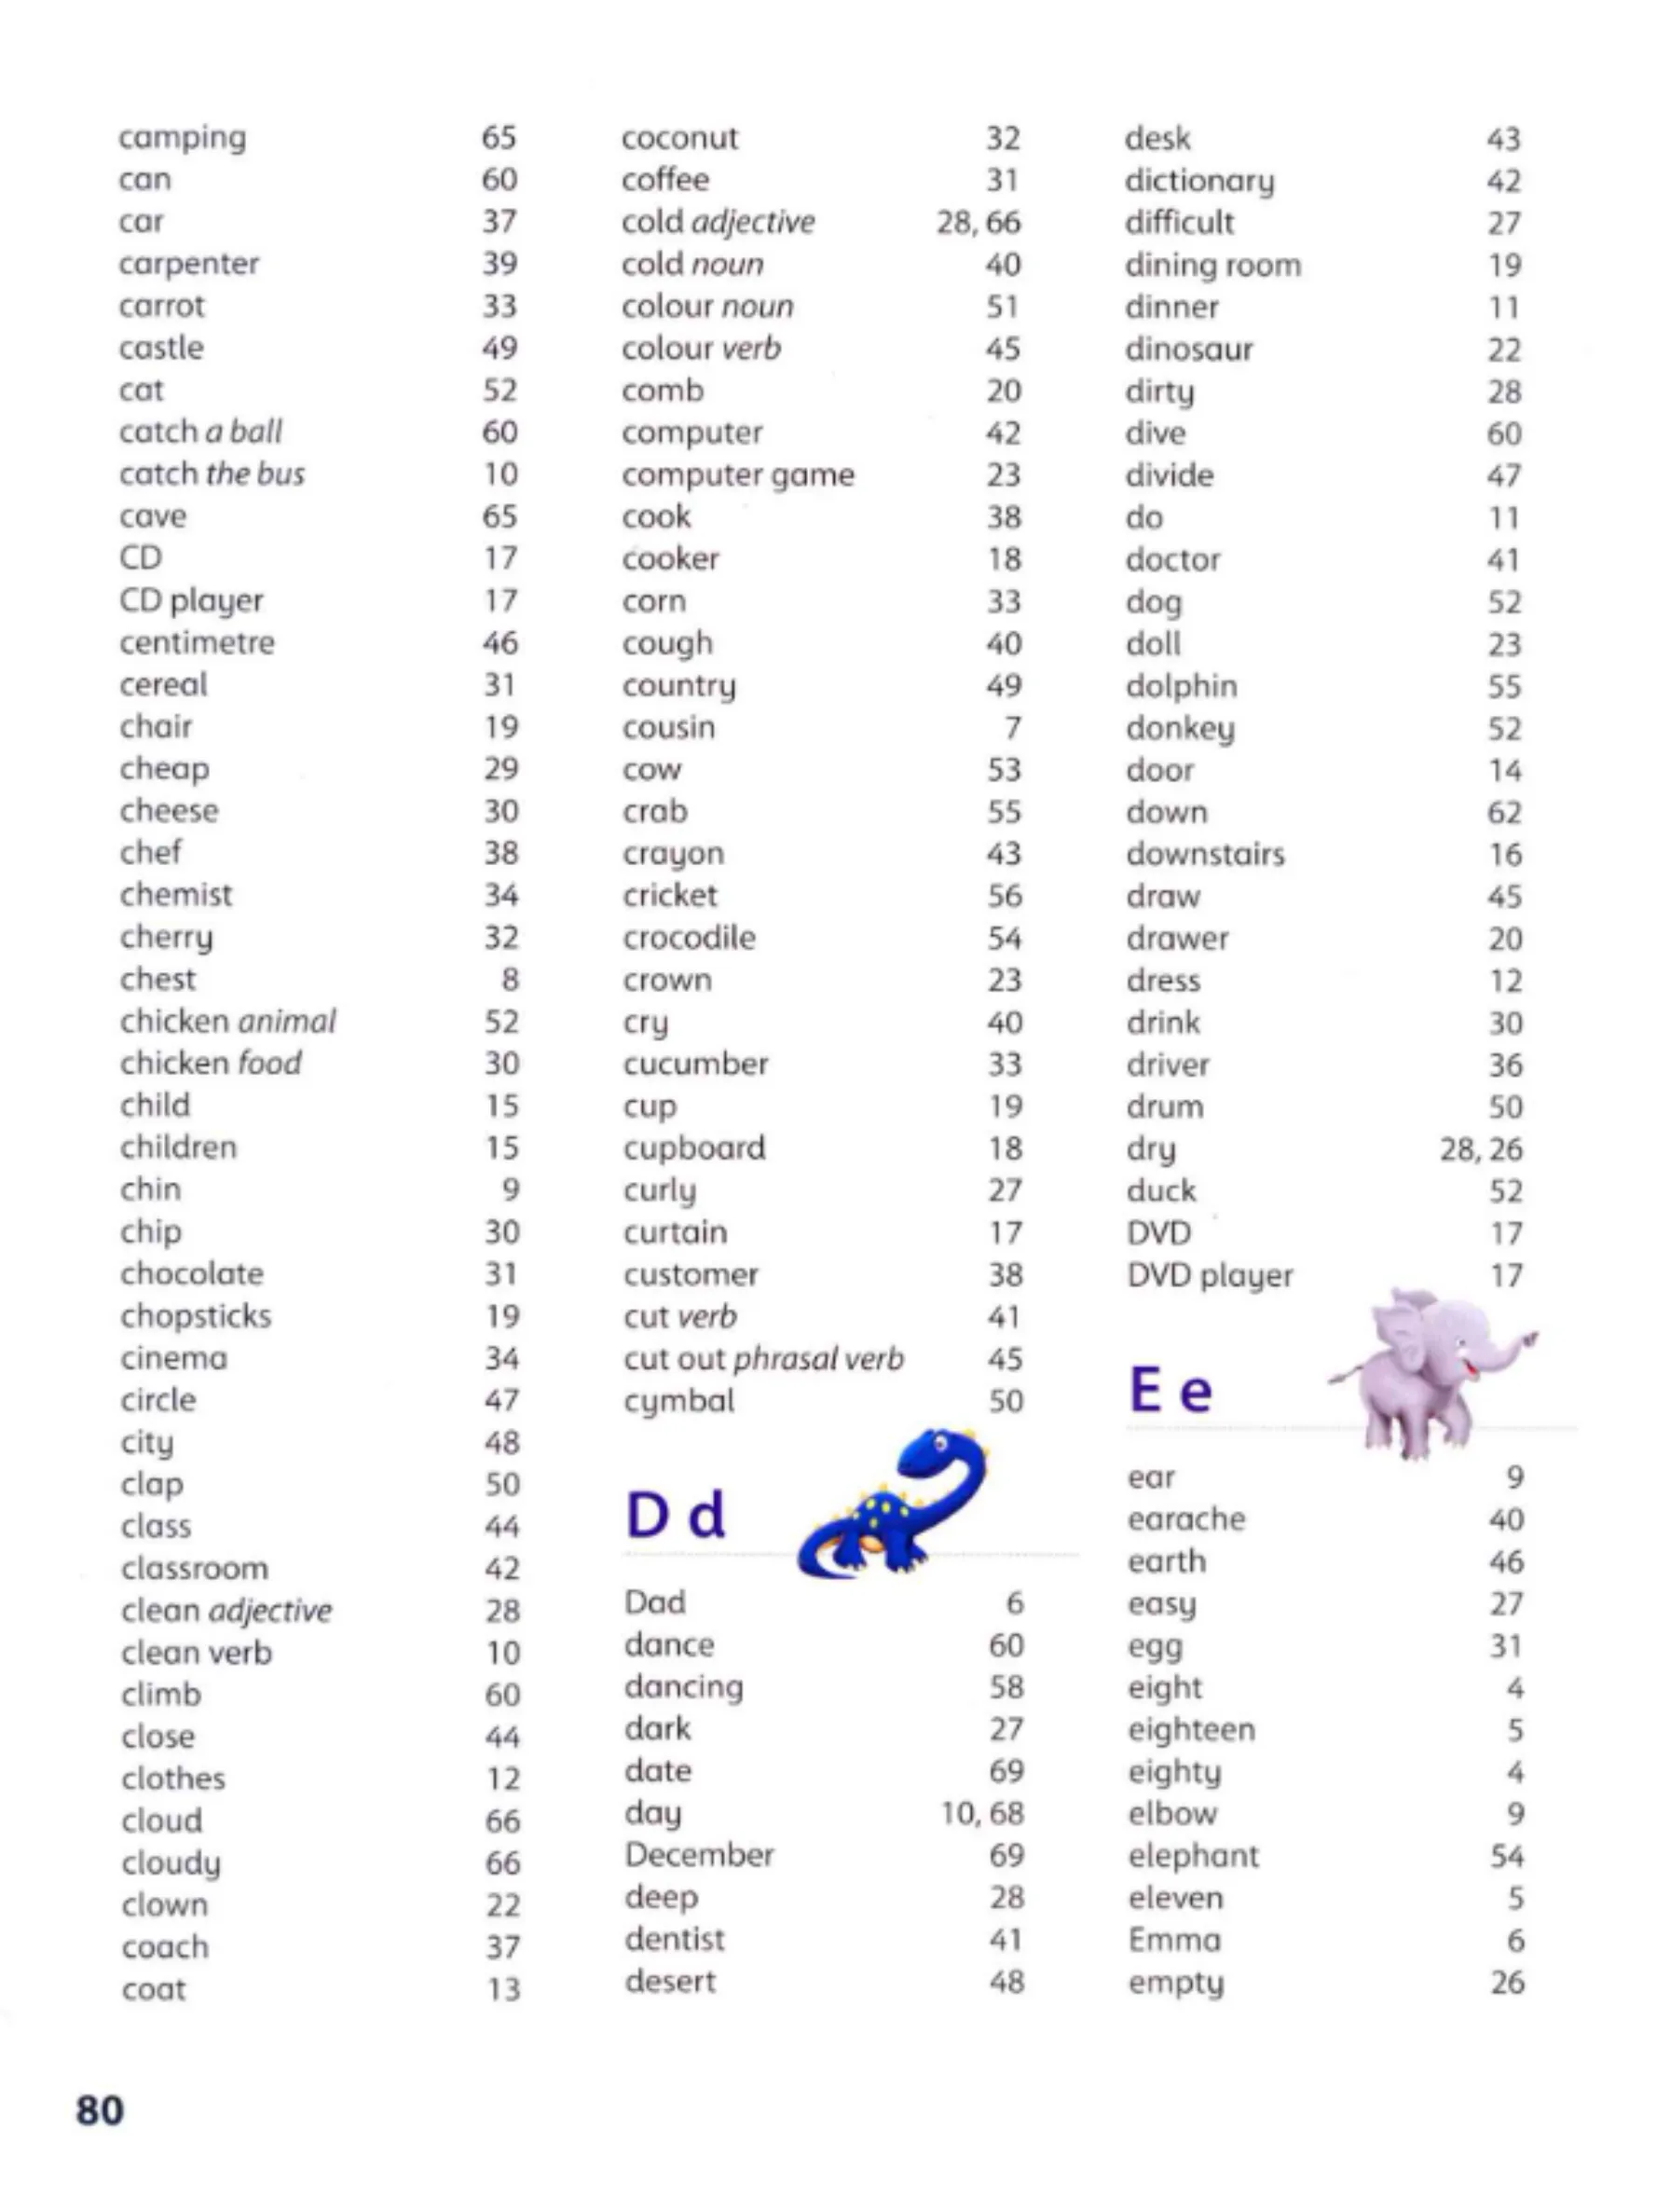 camping 65
can 60
car 37
carpenter 39
carrot 33
castle 49
cat 52
catch a ball 60
catch the bus 10
cave 65
CD 17
CD player 17
centimetre 46
cereal 31
chair 19
cheap 29
cheese 30
chef 38
chemist 34
cherry 32
chest 8
chicken animal 52
chicken food 30
child 15
children 15
chin 9
chip 30
chocolate 31
chopsticks 19
cinema 34
circle 47
city 48
clap 50
class 44
classroom 42
clean adjective 28
clean verb 10
climb 60
close 44
clothes 12
cloud 66
cloudy 66
clown 22
coach 37
coat 13
coconut 32
coffee 31
cold adjective 28, 66
cold noun 40
colour noun 51
colour verb 45
comb 20
computer 42
computer game 23
cook 38
cooker 18
corn 33
cough 40
country 49
cousin 7
cow 53
crab 55
crayon 43
cricket 56
crocodile 54
crown 23
cry 40
cucumber 33
cup 19
cupboard 18
curly 27
curtain 17
customer 38
cut verb 41
cut out phrasal verb 45
cymbal 50
D d
Dad 6
dance 60
dancing 58
dark 27
date 69
day 10, 68
December 69
deep 28
dentist 41
desert 48
desk 43
dictionary 42
difficult 27
dining room 19
dinner 11
dinosaur 22
dirty 28
dive 60
divide 47
do 11
doctor 41
dog 52
doll 23
dolphin 55
donkey 52
door 14
down 62
downstairs 16
draw 45
drawer 20
dress 12
drink 30
driver 36
drum 50
dry 28, 26
duck 52
DVD 17
DVD player 17
E e
ear 9
earache 40
earth 46
easy 27
egg 31
eight 4
eighteen 5
eighty 4
elbow 9
elephant 54
eleven 5
Emma 6
empty 26
80